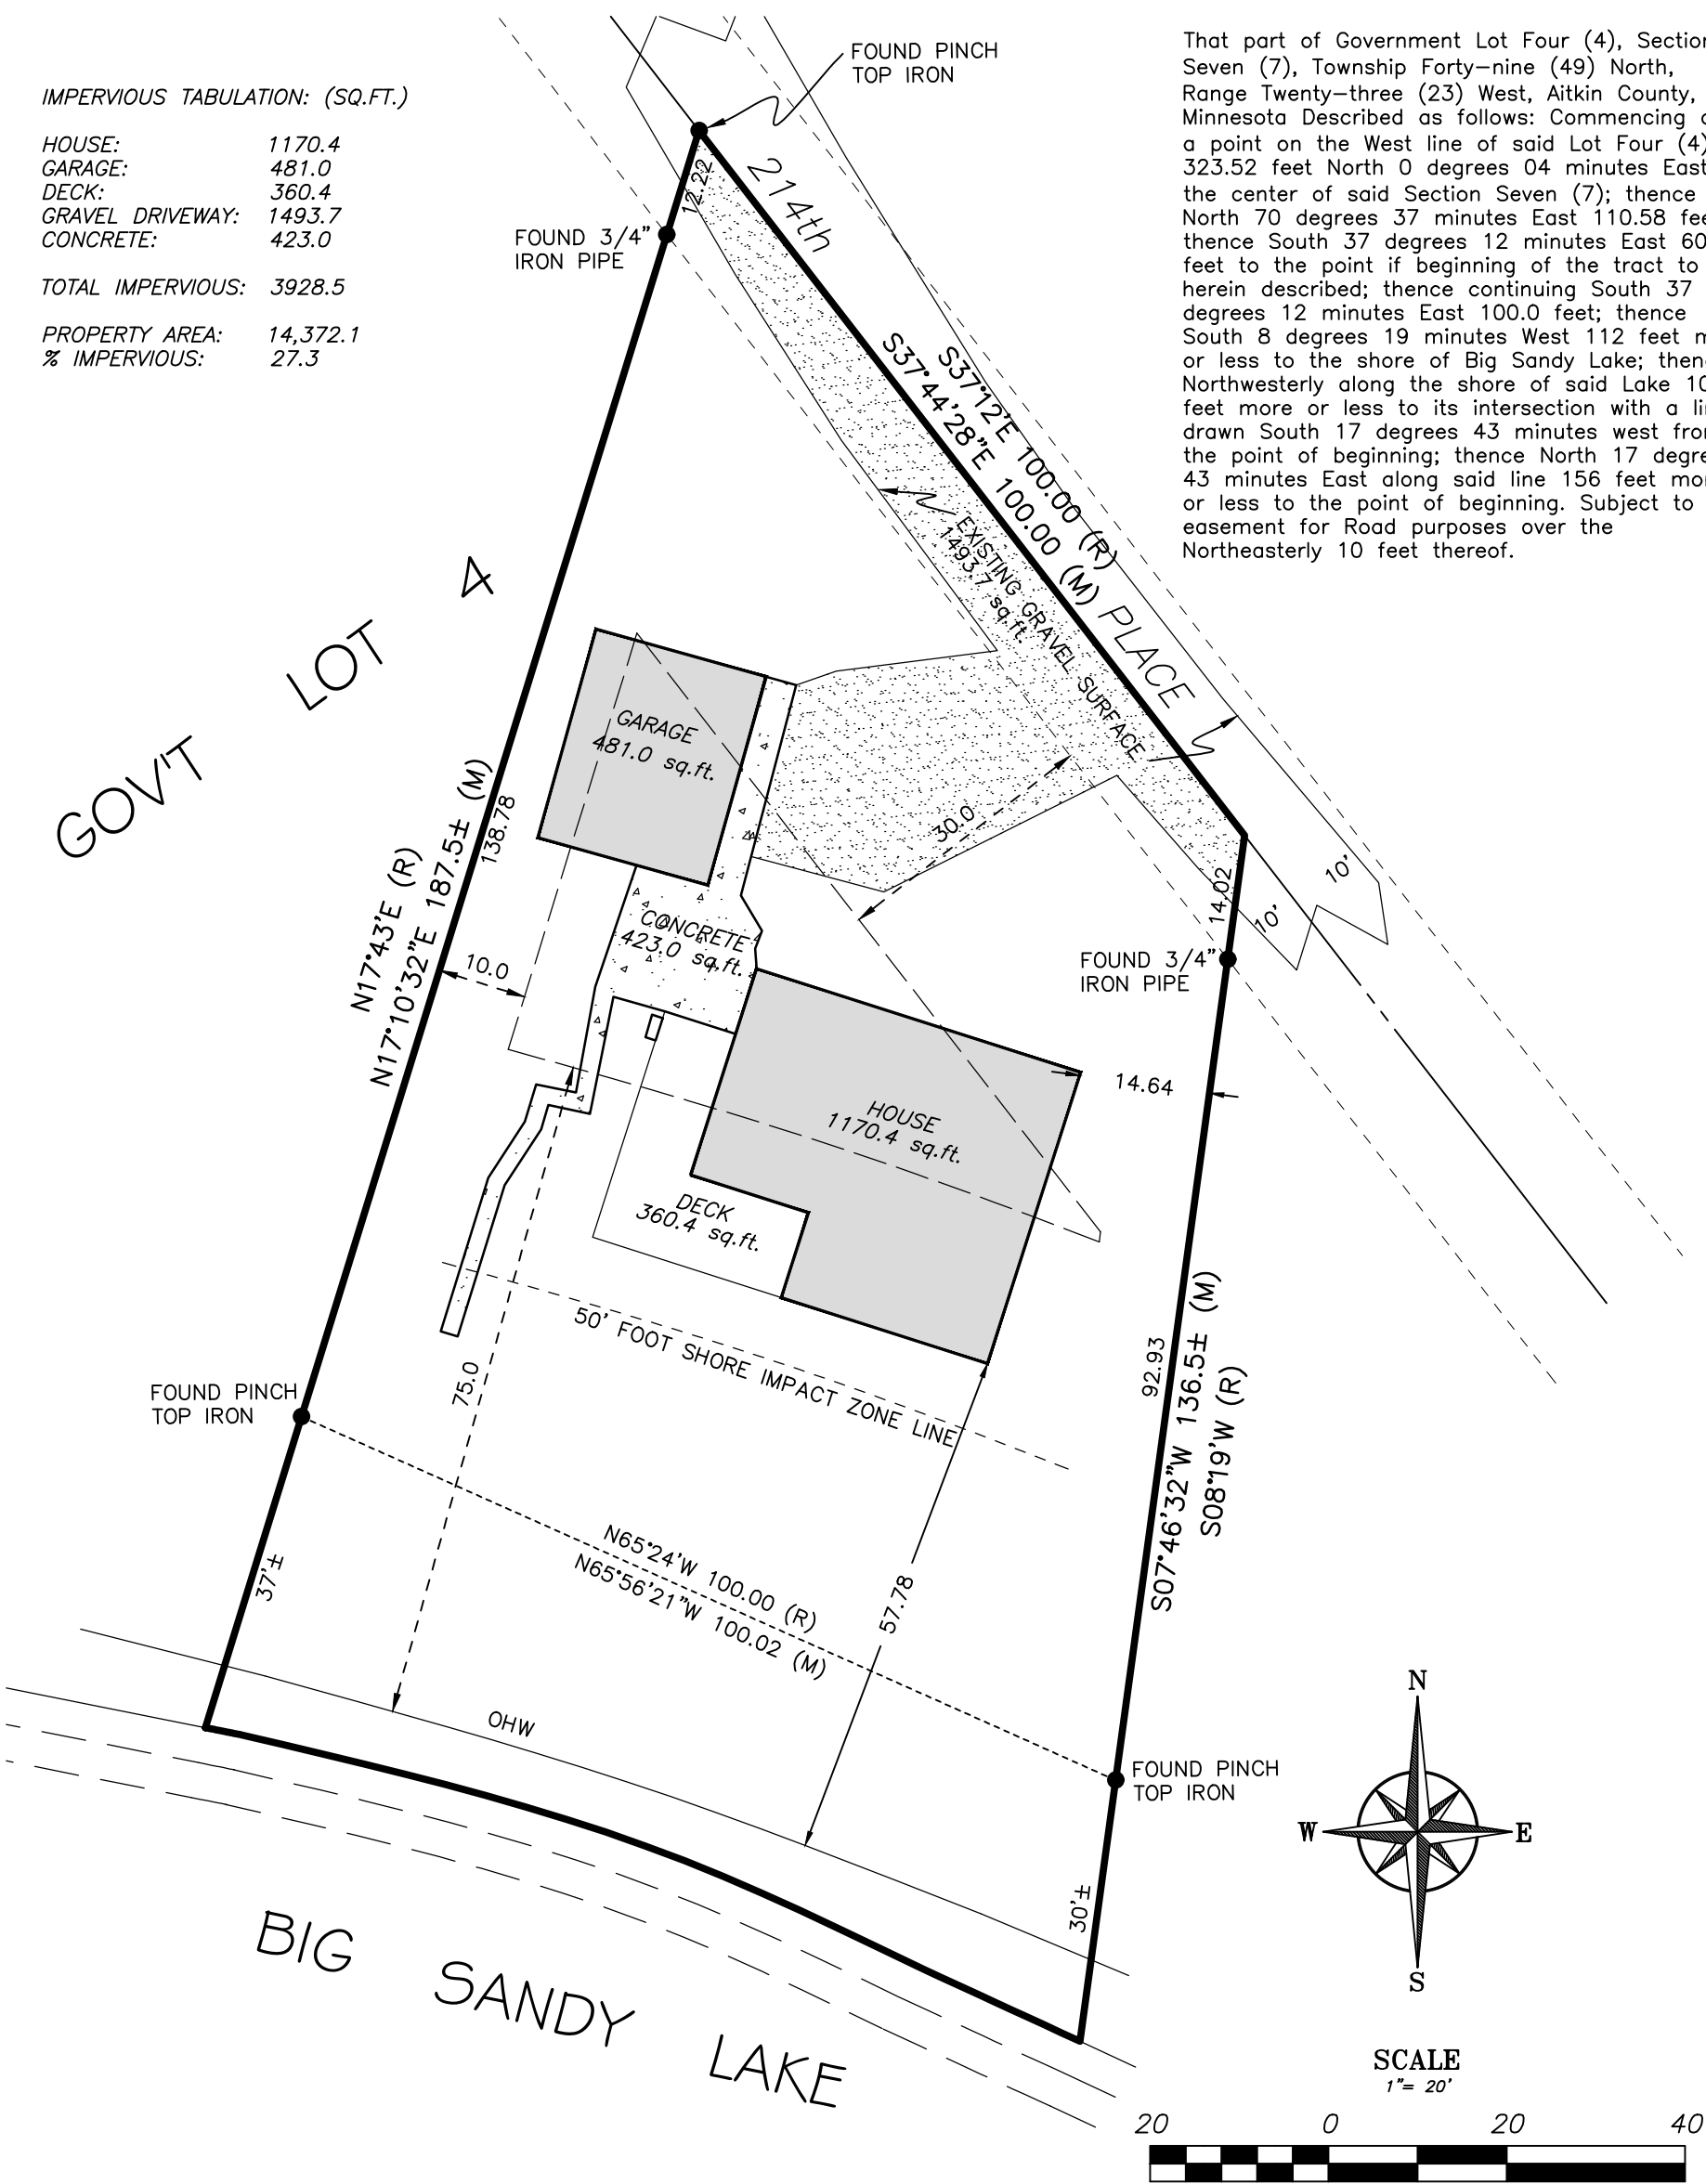 IMPERVIOUS TABULATION: (SQ.FT.)
HOUSE: 1170.4
GARAGE: 481.0
DECK: 360.4
GRAVEL DRIVEWAY: 1493.7
CONCRETE: 423.0
TOTAL IMPERVIOUS: 3928.5
PROPERTY AREA: 14,372.1
% IMPERVIOUS: 27.3
FOUND PINCH
TOP IRON
That part of Government Lot Four (4), Section
Seven (7), Township Forty-nine (49) North,
Range Twenty-three (23) West, Aitkin County,
Minnesota Described as follows: Commencing
a point on the West line of said Lot Four (4)
323.52 feet North 0 degrees 04 minutes East
the center of said Section Seven (7); thence
North 70 degrees 37 minutes East 110.58 fee
thence South 37 degrees 12 minutes East 60
feet to the point if beginning of the tract to
herein described; thence continuing South 37
degrees 12 minutes East 100.0 feet; thence
South 8 degrees 19 minutes West 112 feet m
or less to the shore of Big Sandy Lake; then
Northwesterly along the shore of said Lake 10
feet more or less to its intersection with a li
drawn South 17 degrees 43 minutes west from
the point of beginning; thence North 17 degre
43 minutes East along said line 156 feet mor
or less to the point of beginning. Subject to
easement for Road purposes over the
Northeasterly 10 feet thereof.
12.22
214th
FOUND 3/4"
IRON PIPE
S37°12'E 100.00 (R)
S37°44'28"E 100.00 (M)
PLACE
EXISTING GRAVEL SURFACE
1493.7 sq.ft.
GOV'T LOT 4
GARAGE
481.0 sq.ft.
N17°43'E (R)
N17°10'32"E 187.5± (M)
138.78
30.0
10'
10'
14.02
CONCRETE
423.0 sq.ft.
10.0
FOUND 3/4"
IRON PIPE
14.64
HOUSE
1170.4 sq.ft.
DECK
360.4 sq.ft.
50' FOOT SHORE IMPACT ZONE LINE
75.0
92.93
S07°46'32"W 136.5± (M)
S08°19'W (R)
FOUND PINCH
TOP IRON
N65°24'W 100.00 (R)
N65°56'21"W 100.02 (M)
37'±
57.78
OHW
FOUND PINCH
TOP IRON
30'±
BIG SANDY LAKE
N
W E
S
SCALE
1"= 20'
20 0 20 40